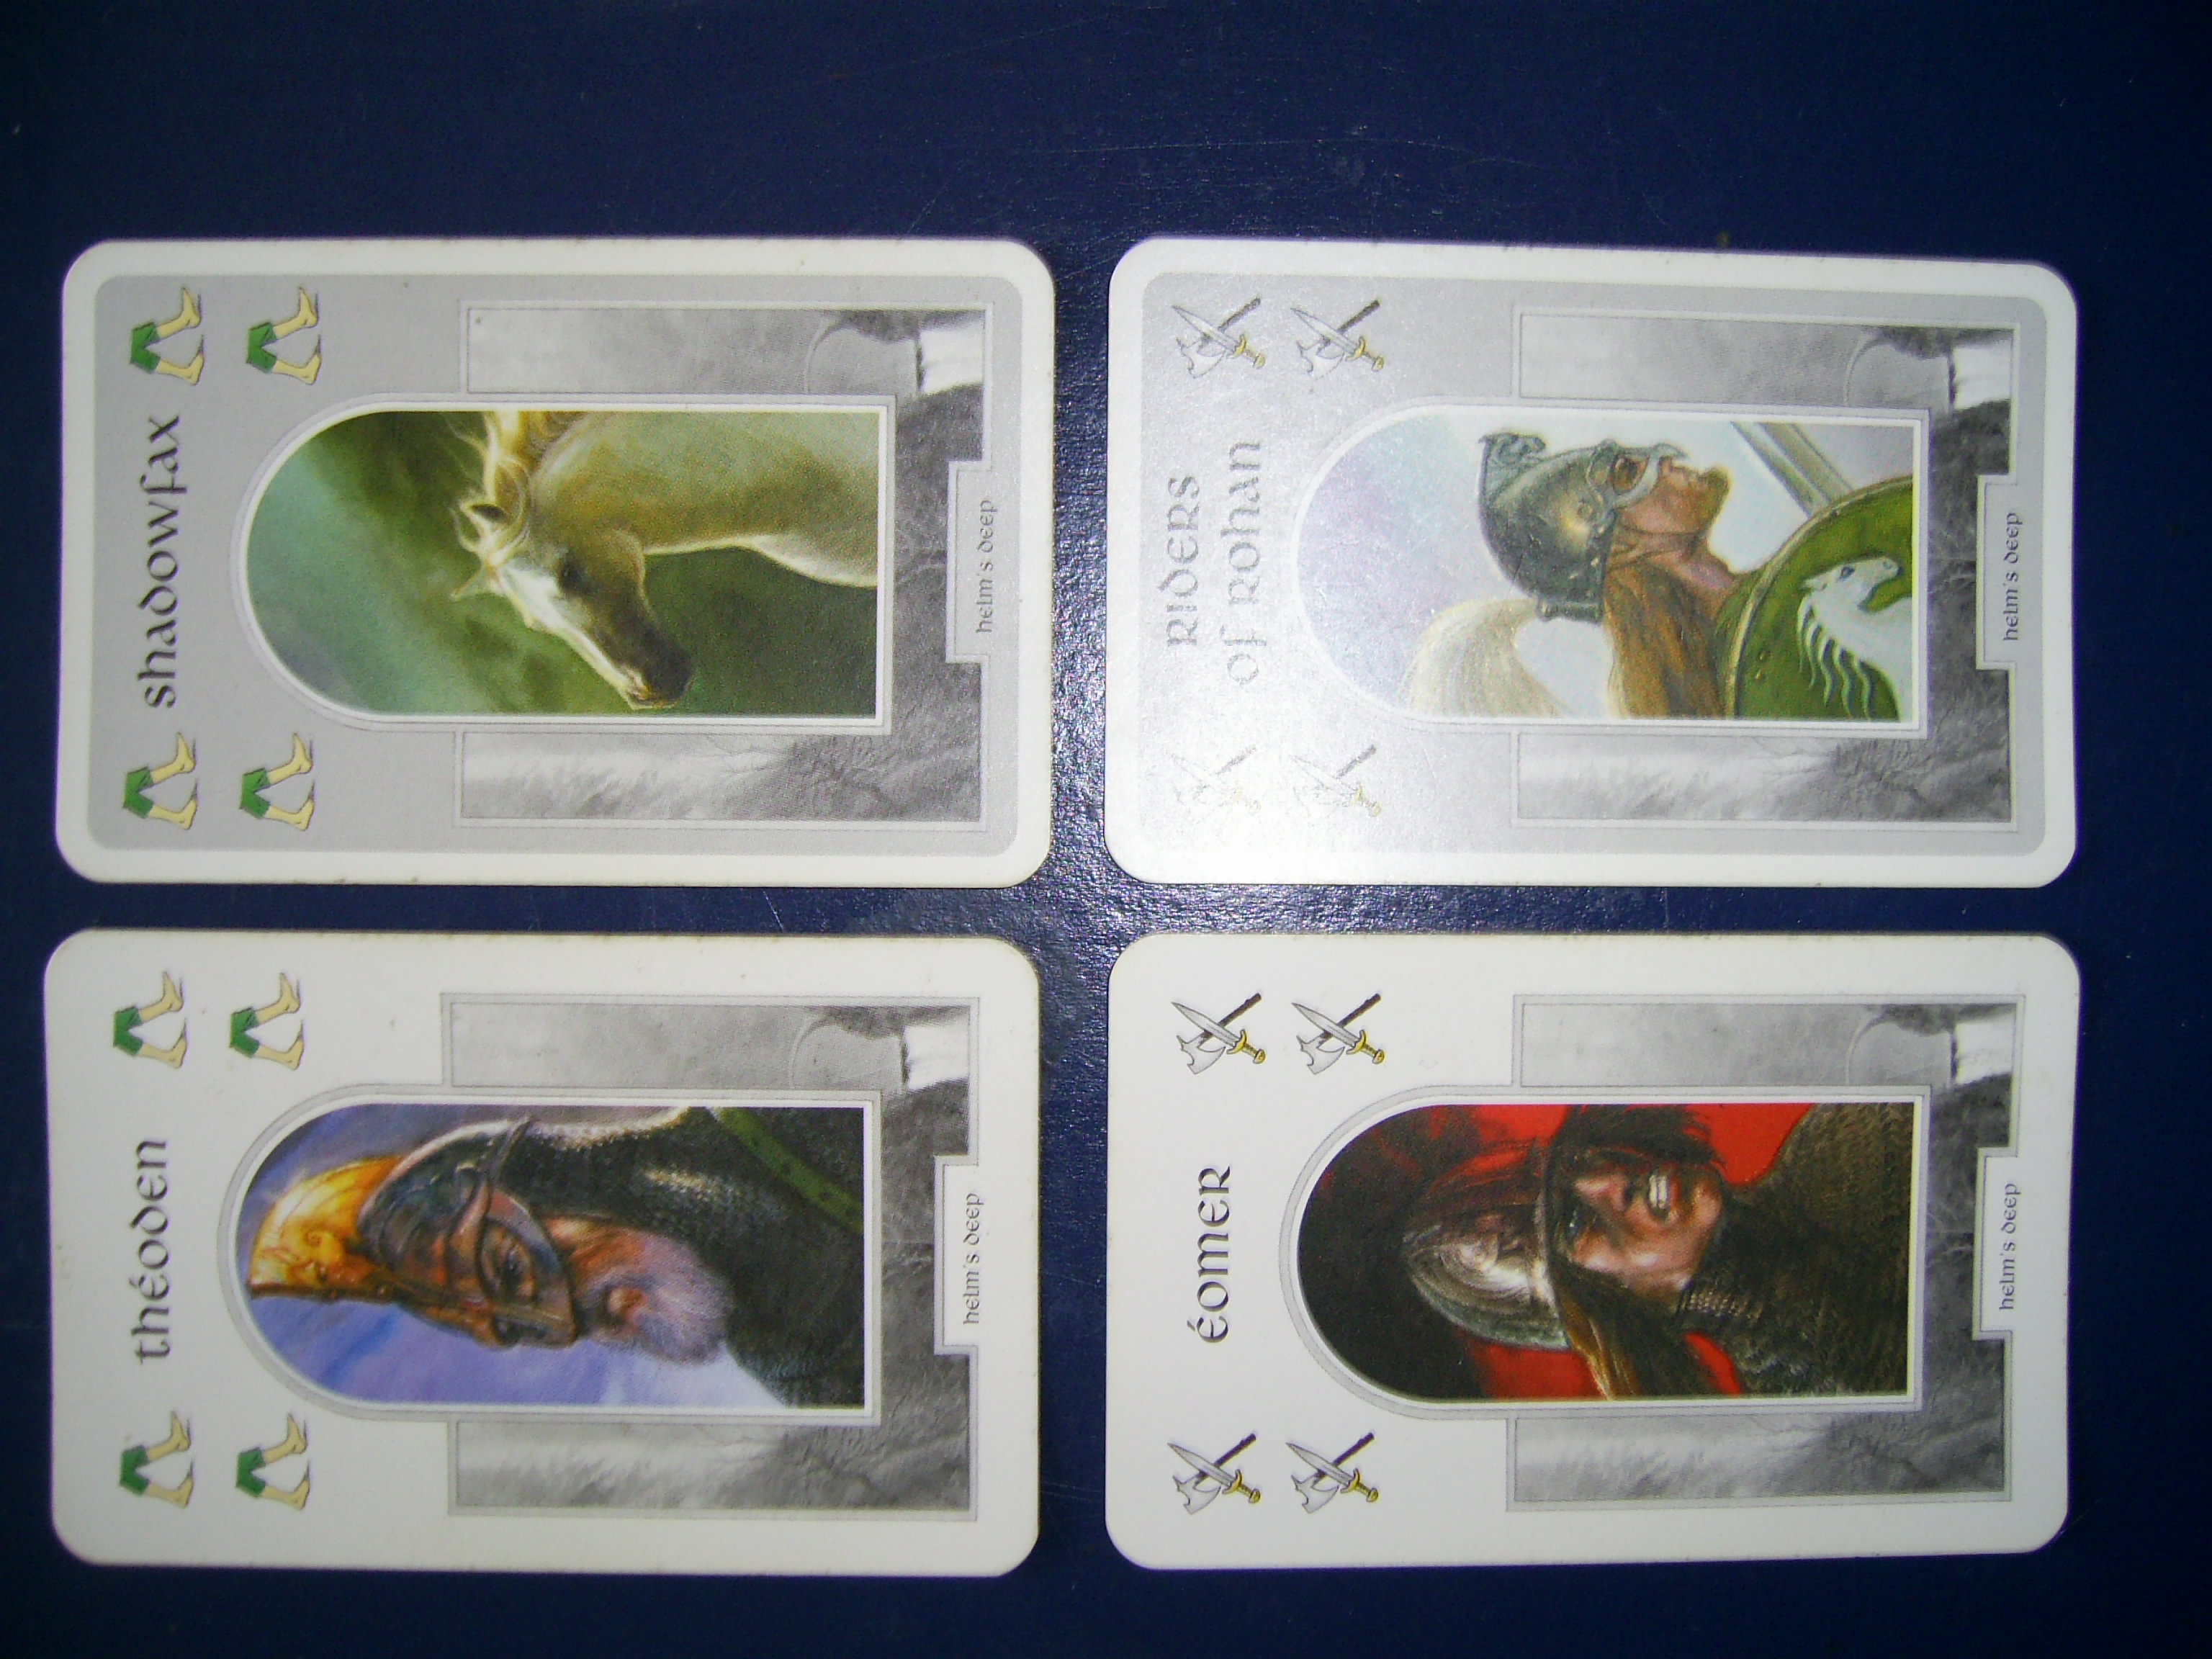 shadowfax
helm's deep
RIDERS
of Rohan
helm's deep
théoden
helm's deep
éomer
helm's deep